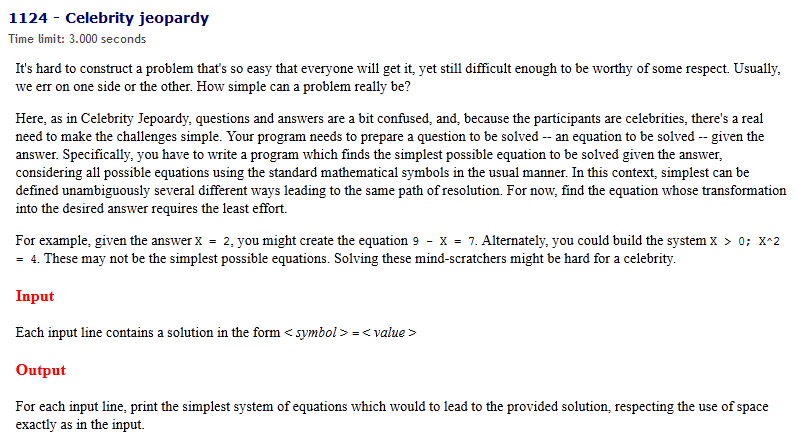 1124 - Celebrity jeopardy
Time limit: 3.000 seconds
It's hard to construct a problem that's so easy that everyone will get it, yet still difficult enough to be worthy of some respect. Usually,
we err on one side or the other. How simple can a problem really be?
Here, as in Celebrity Jepoardy, questions and answers are a bit confused, and, because the participants are celebrities, there's a real
need to make the challenges simple. Your program needs to prepare a question to be solved -- an equation to be solved -- given the
answer. Specifically, you have to write a program which finds the simplest possible equation to be solved given the answer,
considering all possible equations using the standard mathematical symbols in the usual manner. In this context, simplest can be
defined unambiguously several different ways leading to the same path of resolution. For now, find the equation whose transformation
into the desired answer requires the least effort.
For example, given the answer X = 2, you might create the equation 9 - X = 7. Alternately, you could build the system X > 0; X^2
= 4. These may not be the simplest possible equations. Solving these mind-scratchers might be hard for a celebrity.
Input
Each input line contains a solution in the form < symbol > = < value >
Output
For each input line, print the simplest system of equations which would to lead to the provided solution, respecting the use of space
exactly as in the input.